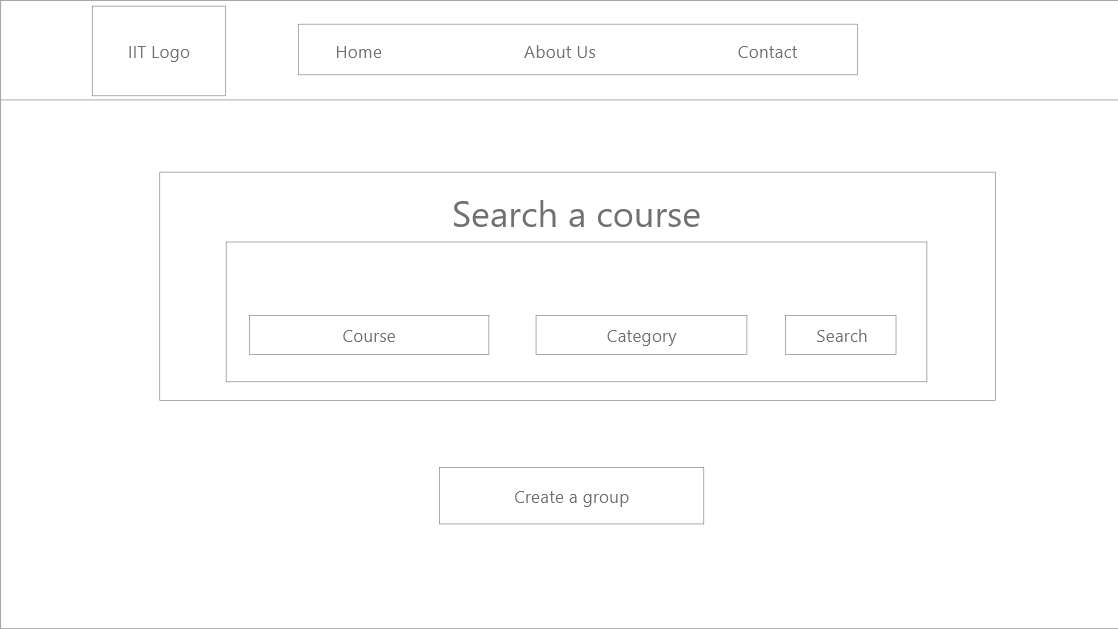 IIT Logo
Home About Us Contact
Search a course
Course Category Search
Create a group